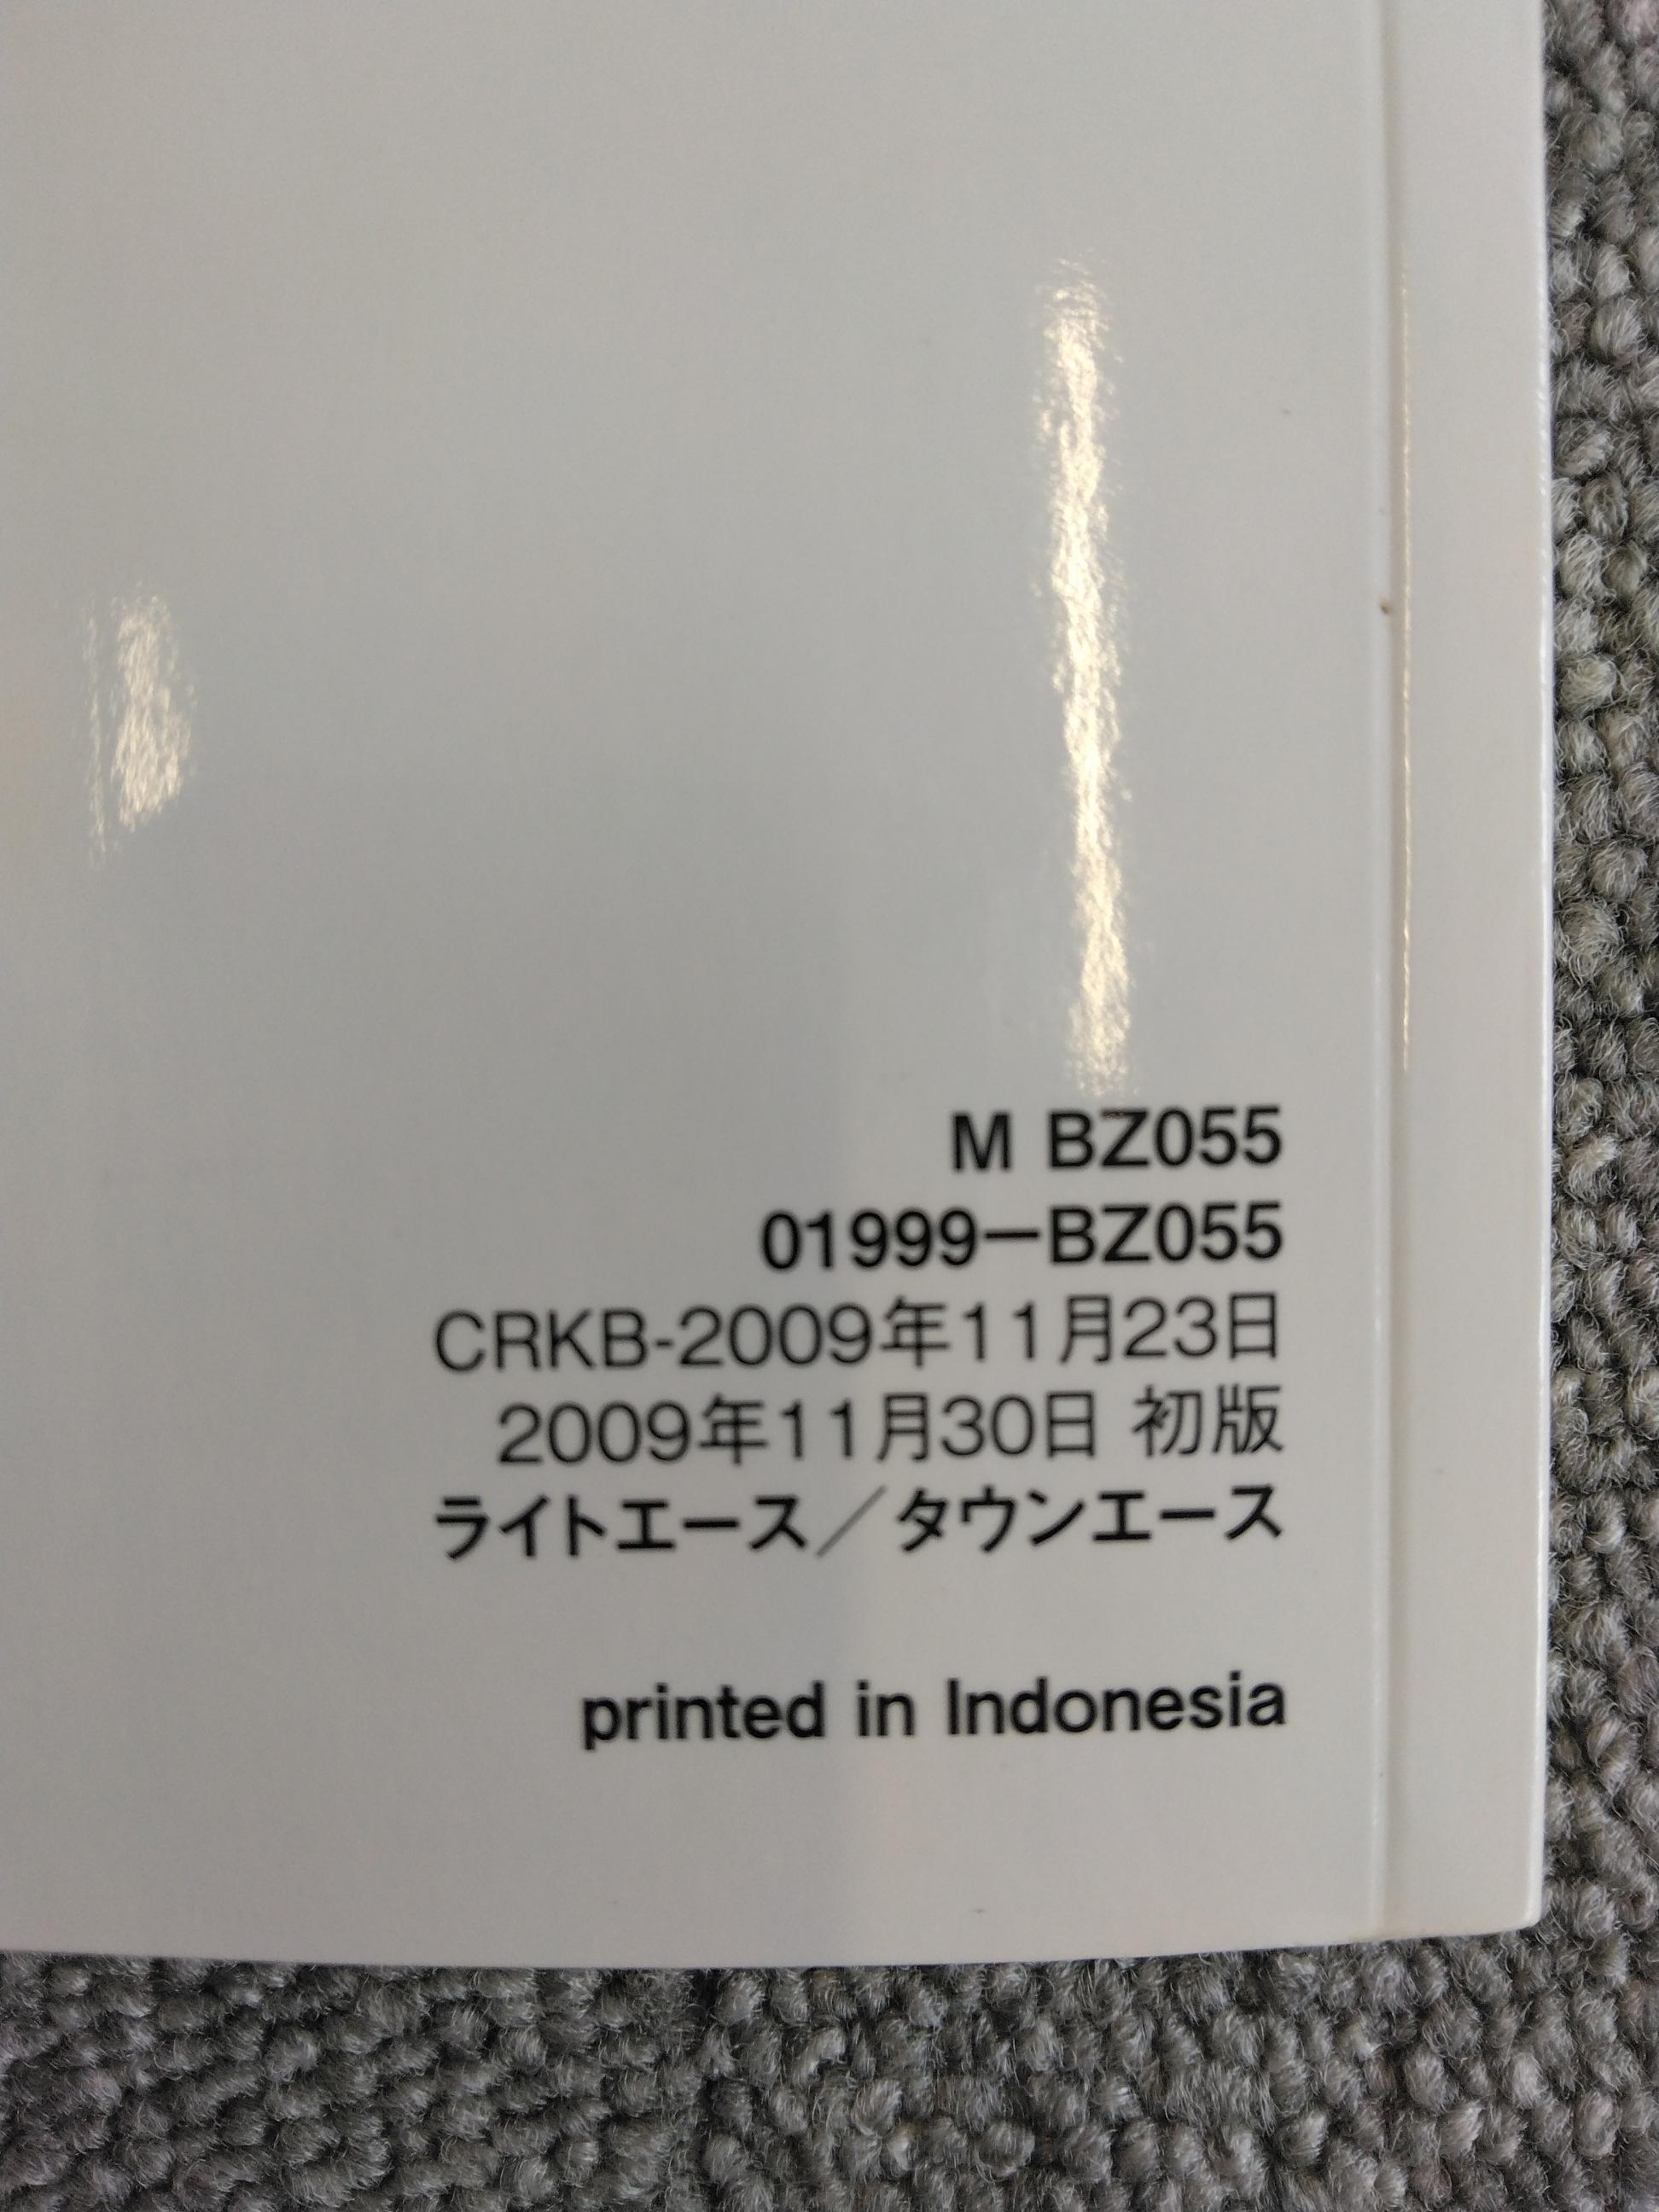 M BZ055
01999ーBZ055
CRKB-2009年11月23日
2009年11月30日 初版
ライトエース／タウンエース
printed in Indonesia